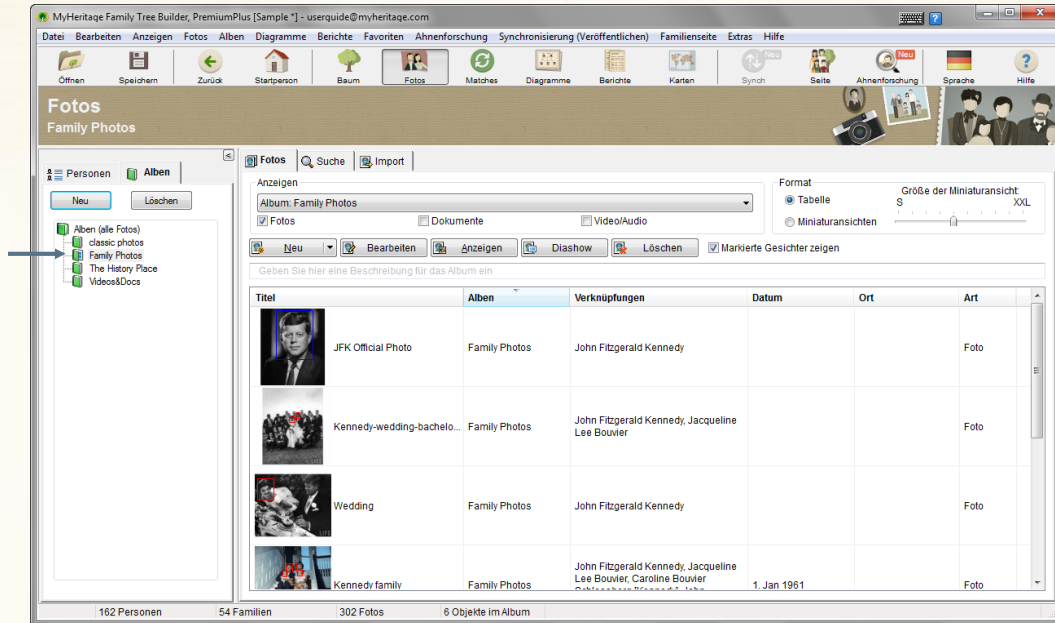 MyHeritage Family Tree Builder, PremiumPlus [Sample *] - userguide@myheritage.com
Datei Bearbeiten Anzeigen Fotos Alben Diagramme Berichte Favoriten Ahnenforschung Synchronisierung (Veröffentlichen) Familienseite Extras Hilfe
Neu Neu
Öffnen Speichern Zurück Startperson Baum Fotos Matches Diagramme Berichte Karten Synch Seite Ahnenforschung Sprache Hilfe
Fotos
Family Photos
Personen Alben
Neu Löschen
Alben (alle Fotos)
classic photos
Family Photos
The History Place
Videos&Docs
Fotos Suche Import
Anzeigen
Album: Family Photos
Fotos Dokumente Video/Audio
Format
Tabelle
Miniaturansichten
Größe der Miniaturansicht:
S XXL
Neu Bearbeiten Anzeigen Diashow Löschen Markierte Gesichter zeigen
Geben Sie hier eine Beschreibung für das Album ein
Titel Alben Verknüpfungen Datum Ort Art
JFK Official Photo Family Photos John Fitzgerald Kennedy Foto
Kennedy-wedding-bachelo... Family Photos John Fitzgerald Kennedy, Jacqueline
Lee Bouvier Foto
Wedding Family Photos John Fitzgerald Kennedy Foto
Kennedy family Family Photos John Fitzgerald Kennedy, Jacqueline
Lee Bouvier, Caroline Bouvier
1. Jan 1961 Foto
162 Personen 54 Familien 302 Fotos 6 Objekte im Album